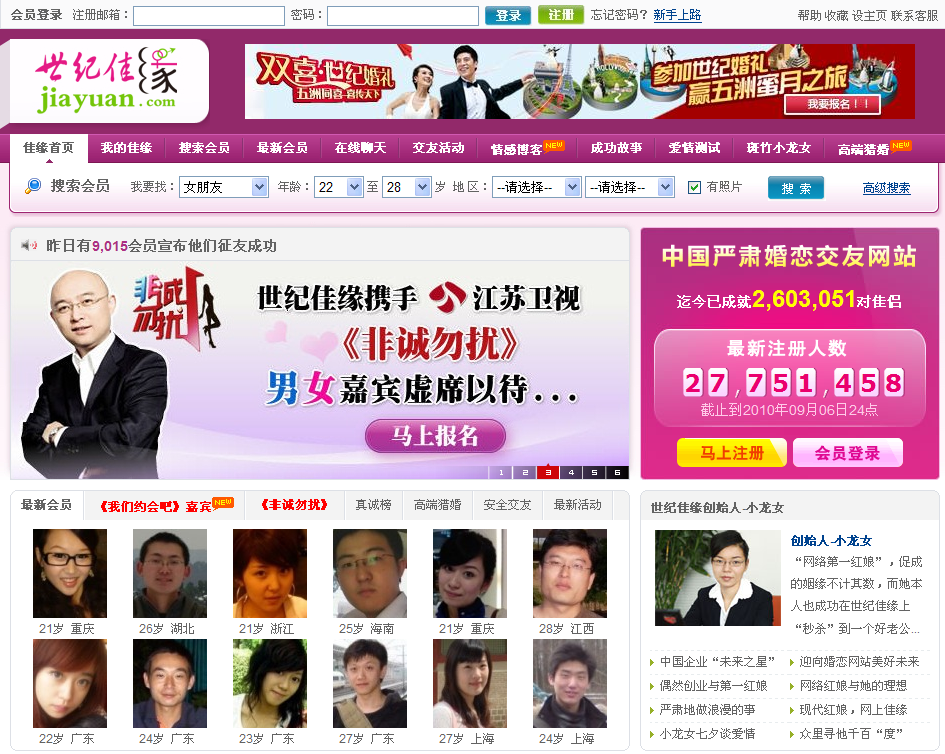 会员登录 注册邮箱： 密码： 登录 注册 忘记密码? 新手上路 帮助 收藏 设主页 联系客服
世纪佳缘
jiayuan.com
双喜·世纪婚礼
五洲同喜·喜传天下
参加世纪婚礼
赢五洲蜜月之旅
我要报名！！
佳缘首页 我的佳缘 搜索会员 最新会员 在线聊天 交友活动 情感博客 NEW 成功故事 爱情测试 斑竹小龙女 高端猎婚 NEW
搜索会员 我要找： 女朋友 年龄： 22 至 28 岁 地区： --请选择-- --请选择-- 有照片 搜 索 高级搜索
昨日有9,015会员宣布他们征友成功
非诚勿扰
世纪佳缘携手 江苏卫视
《非诚勿扰》
男女嘉宾虚席以待...
马上报名
1 2 3 4 5 6
中国严肃婚恋交友网站
迄今已成就2,603,051对佳侣
最新注册人数
27,751,458
截止到2010年09月06日24点
马上注册 会员登录
最新会员 《我们约会吧》嘉宾 NEW 《非诚勿扰》 真诚榜 高端猎婚 安全交友 最新活动
21岁 重庆 26岁 湖北 21岁 浙江 25岁 海南 21岁 重庆 28岁 江西
22岁 广东 24岁 广东 23岁 广东 27岁 广东 27岁 上海 24岁 上海
世纪佳缘创始人-小龙女
创始人-小龙女
“网络第一红娘”，促成
的姻缘不计其数，而她本
人也成功在世纪佳缘上
“秒杀”到一个好老公...
中国企业“未来之星” 迎向婚恋网站美好未来
偶然创业与第一红娘 网络红娘与她的理想
严肃地做浪漫的事 现代红娘，网上佳缘
小龙女七夕谈爱情 众里寻他千百“度”